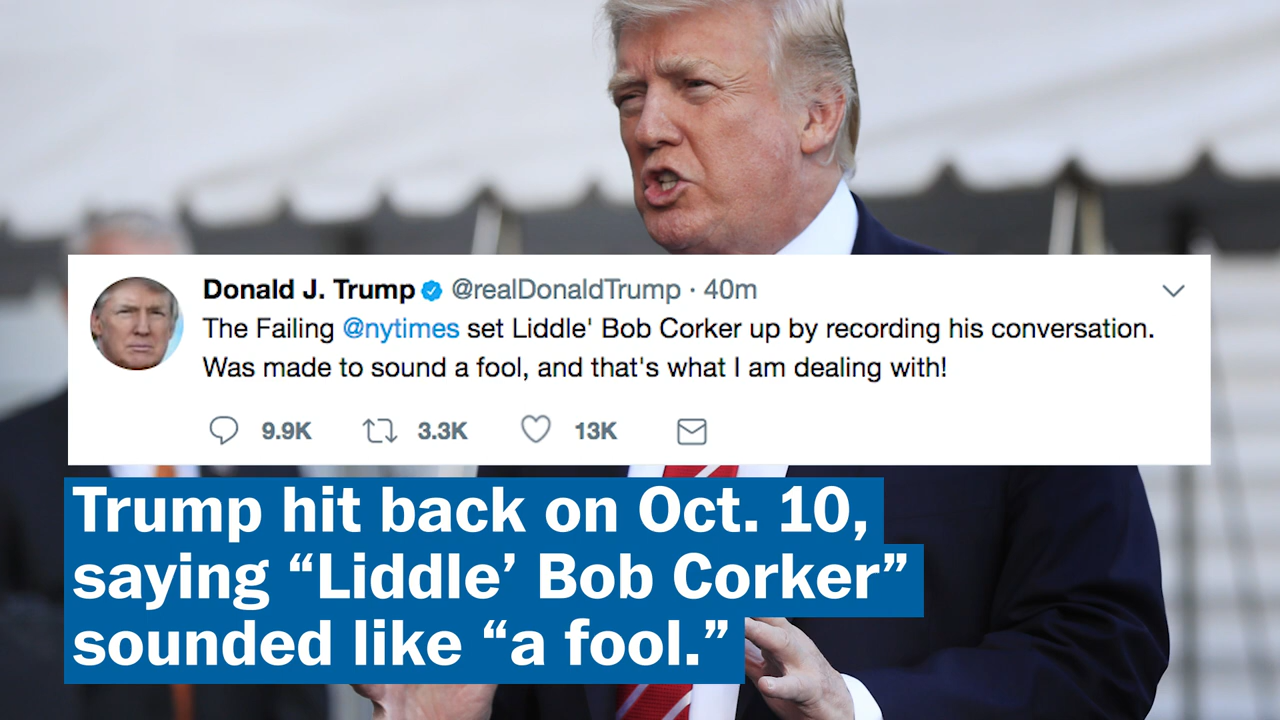 Donald J. Trump @realDonaldTrump · 40m
The Failing @nytimes set Liddle' Bob Corker up by recording his conversation.
Was made to sound a fool, and that's what I am dealing with!
9.9K 3.3K 13K
Trump hit back on Oct. 10,
saying “Liddle’ Bob Corker”
sounded like “a fool.”